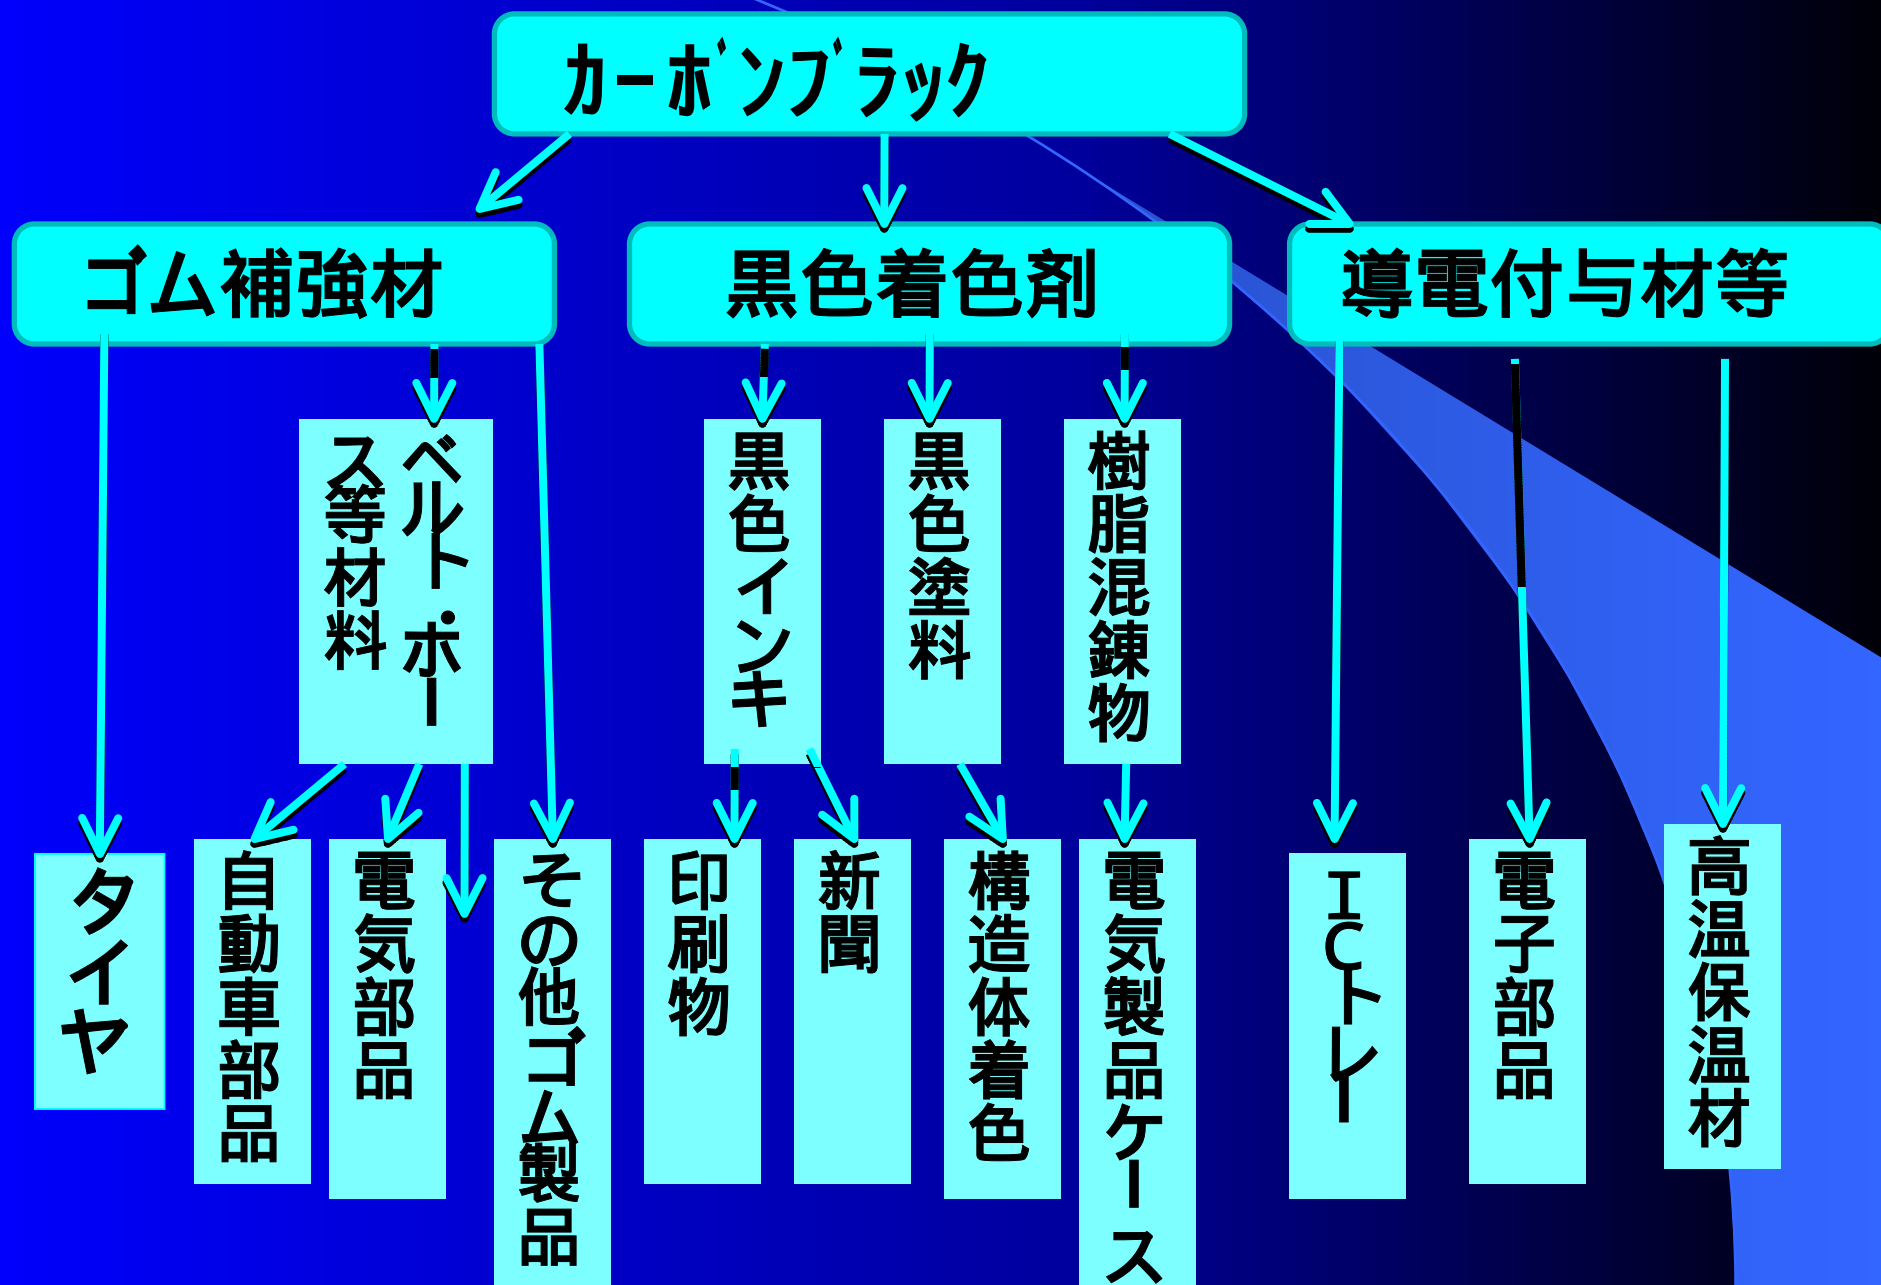 ｶｰﾎﾞﾝﾌﾞﾗｯｸ
ゴム補強材
黒色着色剤
導電付与材等
ベルト・ホー
ス等材料
黒色インキ
黒色塗料
樹脂混錬物
タイヤ
自動車部品
電気部品
その他ゴム製品
印刷物
新聞
構造体着色
電気製品ケース
ＩＣトレー
電子部品
高温保温材